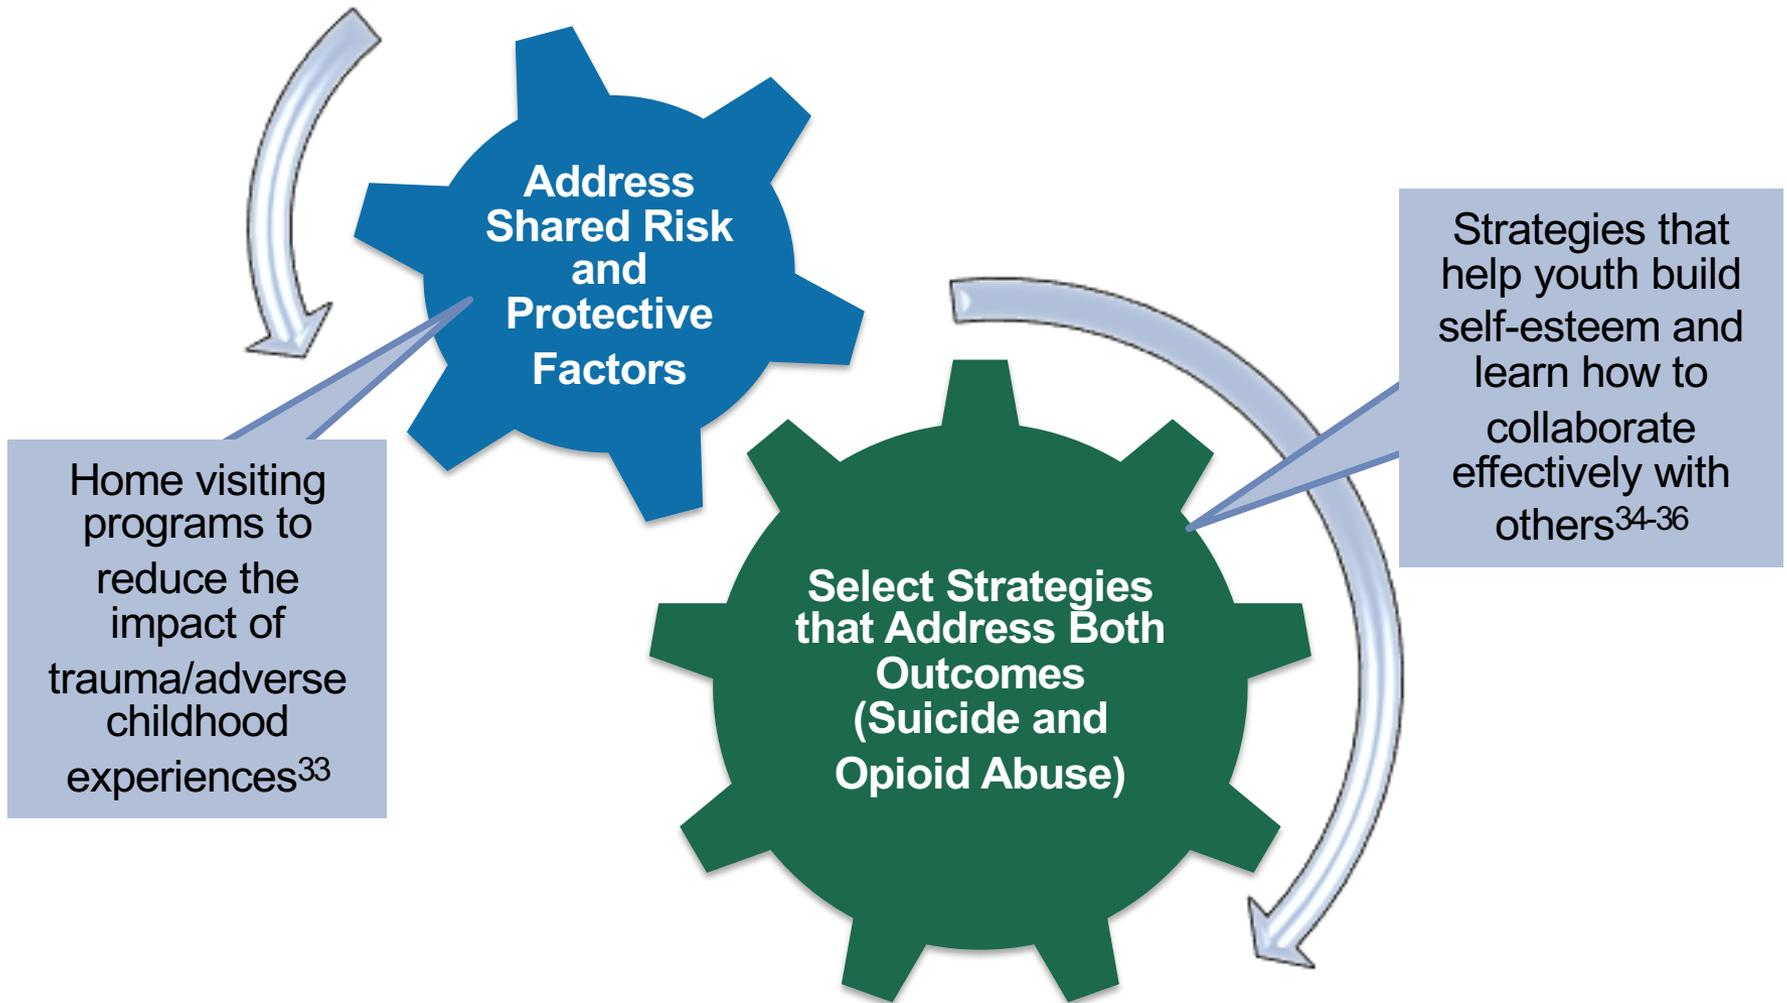 Address
Shared Risk
and
Protective
Factors
Strategies that
help youth build
self-esteem and
learn how to
collaborate
effectively with
others34-36
Home visiting
programs to
reduce the
impact of
trauma/adverse
childhood
experiences33
Select Strategies
that Address Both
Outcomes
(Suicide and
Opioid Abuse)